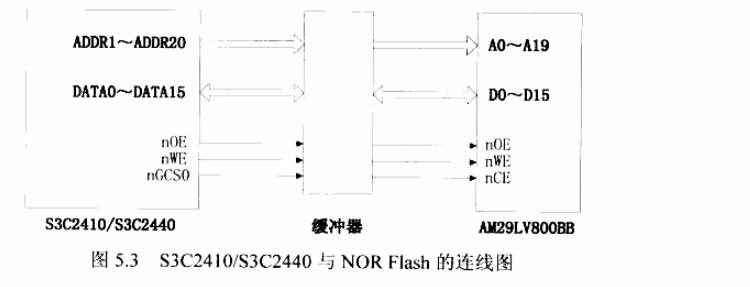 ADDR1～ADDR20
A0～A19
DATA0～DATA15
D0～D15
nOE
nWE
nGCS0
nOE
nWE
nCE
S3C2410/S3C2440
缓冲器
AM29LV800BB
图 5.3 S3C2410/S3C2440 与 NOR Flash 的连线图